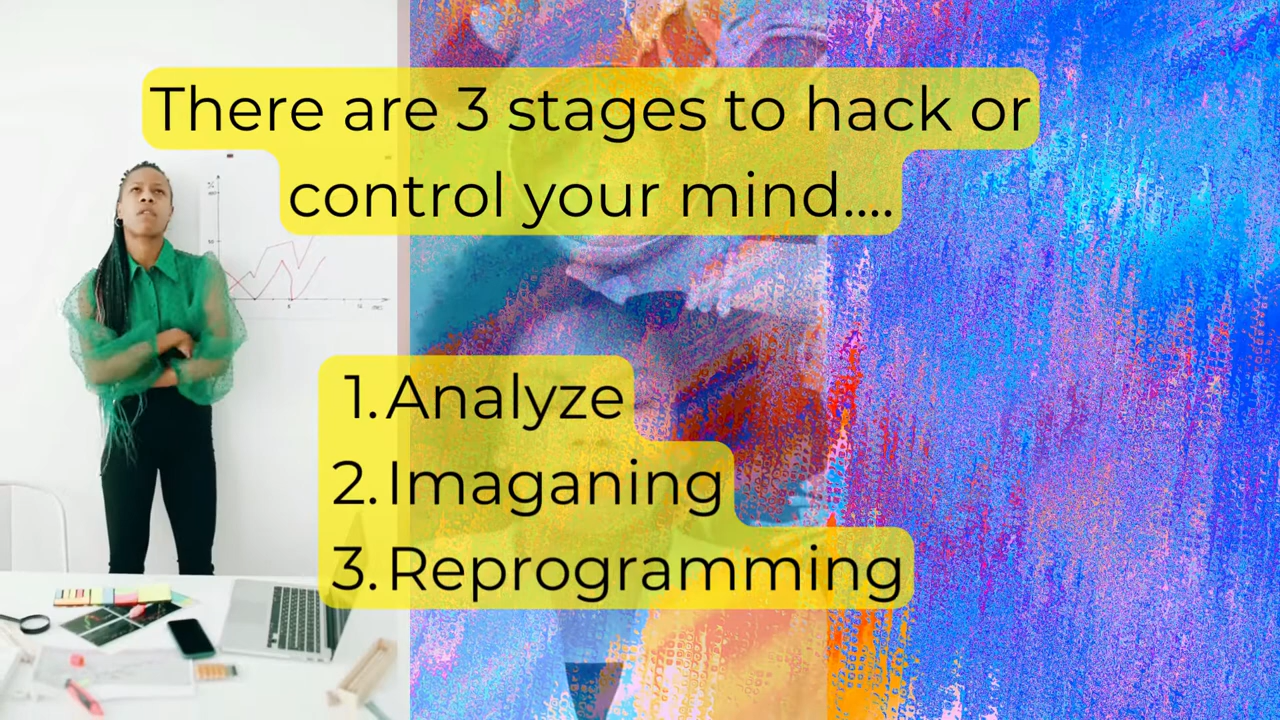 There are 3 stages to hack or
control your mind....
1. Analyze
2. Imaganing
3. Reprogramming